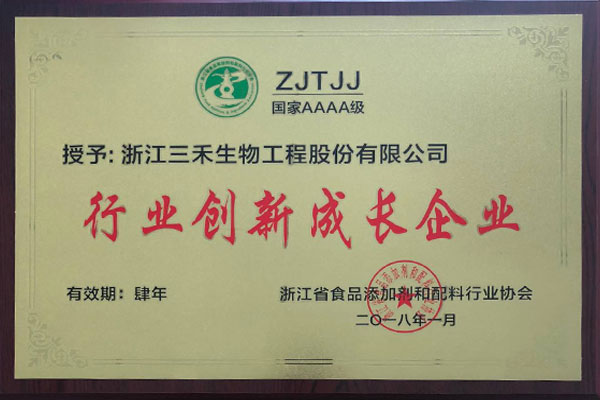 ZJTJJ
国家AAAA级
授予: 浙江三禾生物工程股份有限公司
行业创新成长企业
有效期: 肆年
浙江省食品添加剂和配料行业协会
二〇一八年一月